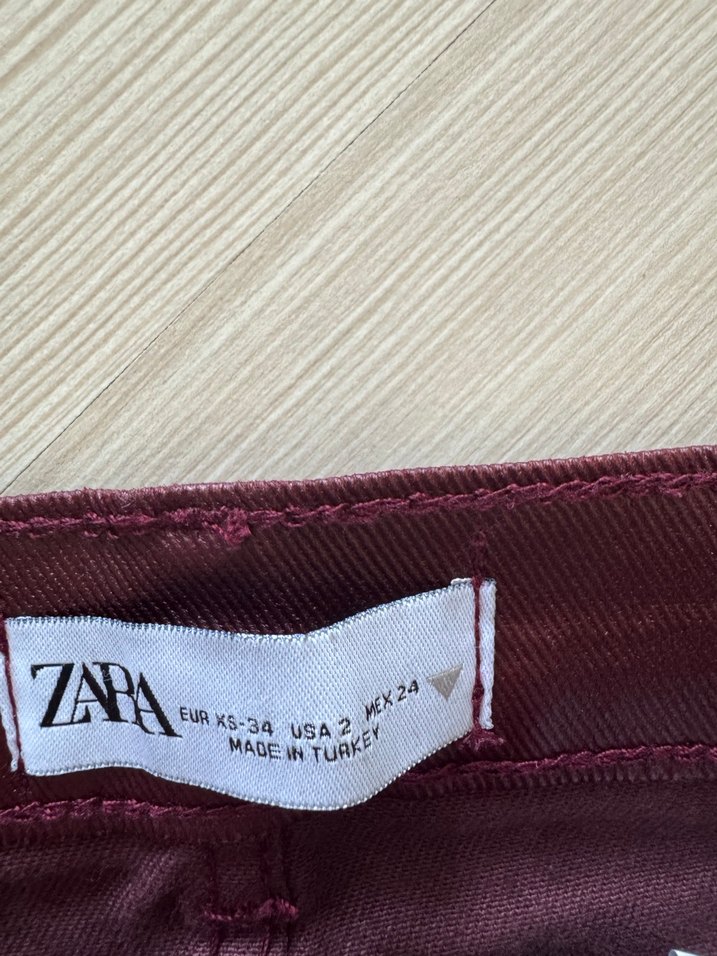 ZARA
EUR XS-34 USA 2 MEX 24
MADE IN TURKEY